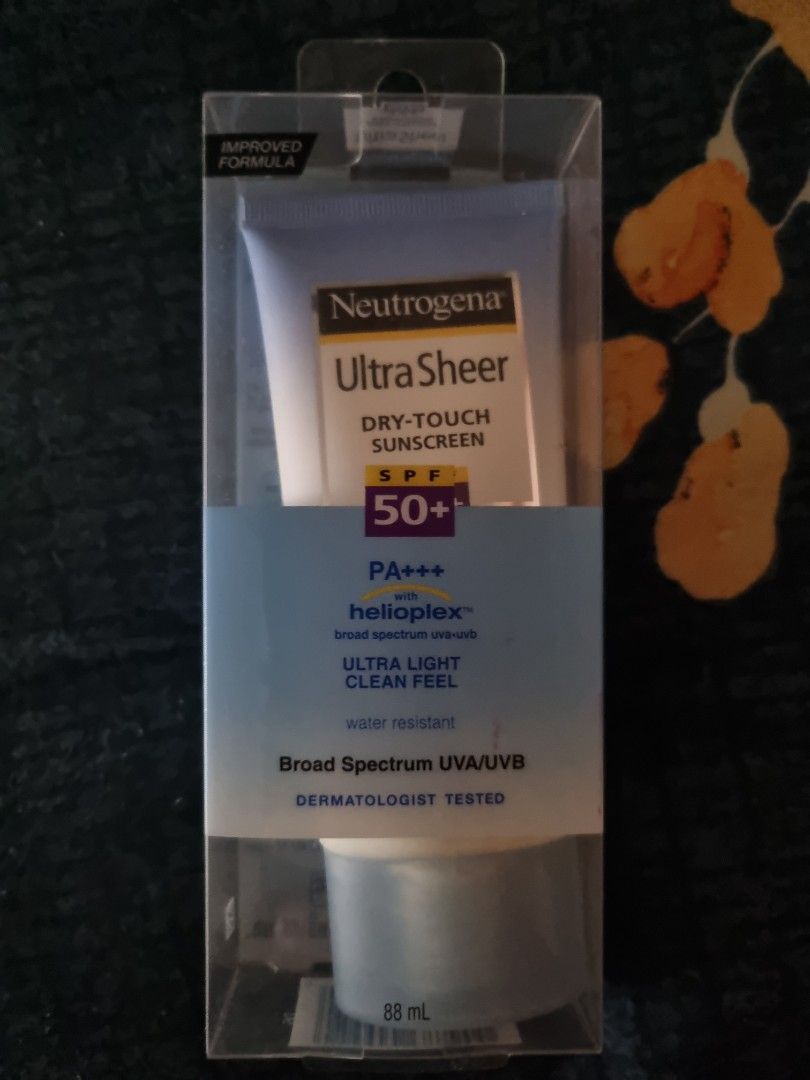 IMPROVED
FORMULA
Neutrogena
Ultra Sheer
DRY-TOUCH
SUNSCREEN
SPF
50+
PA+++
with
helioplex™
broad spectrum uva•uvb
ULTRA LIGHT
CLEAN FEEL
water resistant
Broad Spectrum UVA/UVB
DERMATOLOGIST TESTED
88 mL